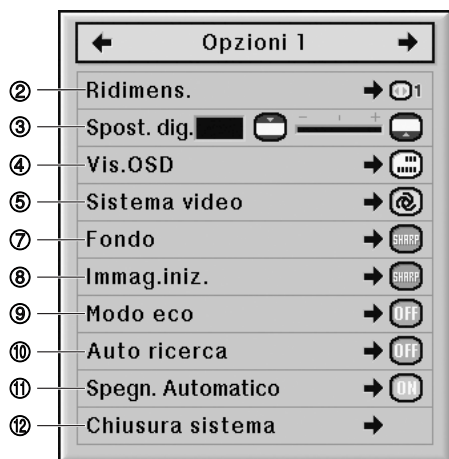 Opzioni 1
② Ridimens. 1
③ Spost. dig. - +
④ Vis.OSD
⑤ Sistema video
⑦ Fondo SHARP
⑧ Immag.iniz. SHARP
⑨ Modo eco OFF
⑩ Auto ricerca OFF
⑪ Spegn. Automatico ON
⑫ Chiusura sistema